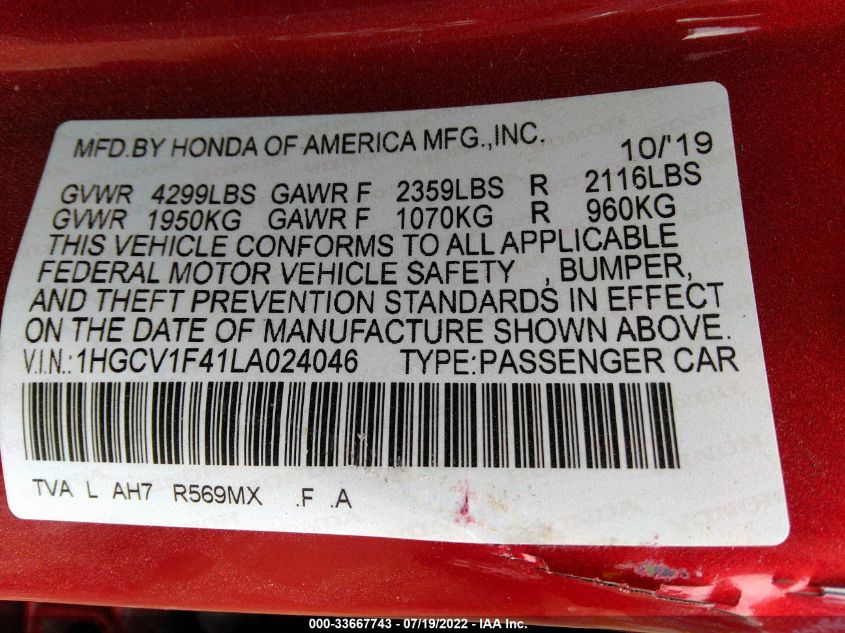 MFD.BY HONDA OF AMERICA MFG.,INC. 10/'19
GVWR 4299LBS GAWR F 2359LBS R 2116LBS
GVWR 1950KG GAWR F 1070KG R 960KG
THIS VEHICLE CONFORMS TO ALL APPLICABLE
FEDERAL MOTOR VEHICLE SAFETY , BUMPER,
AND THEFT PREVENTION STANDARDS IN EFFECT
ON THE DATE OF MANUFACTURE SHOWN ABOVE.
V.I.N.:1HGCV1F41LA024046 TYPE:PASSENGER CAR
TVA L AH7 R569MX .F .A
000-33667743 - 07/19/2022 - IAA Inc.